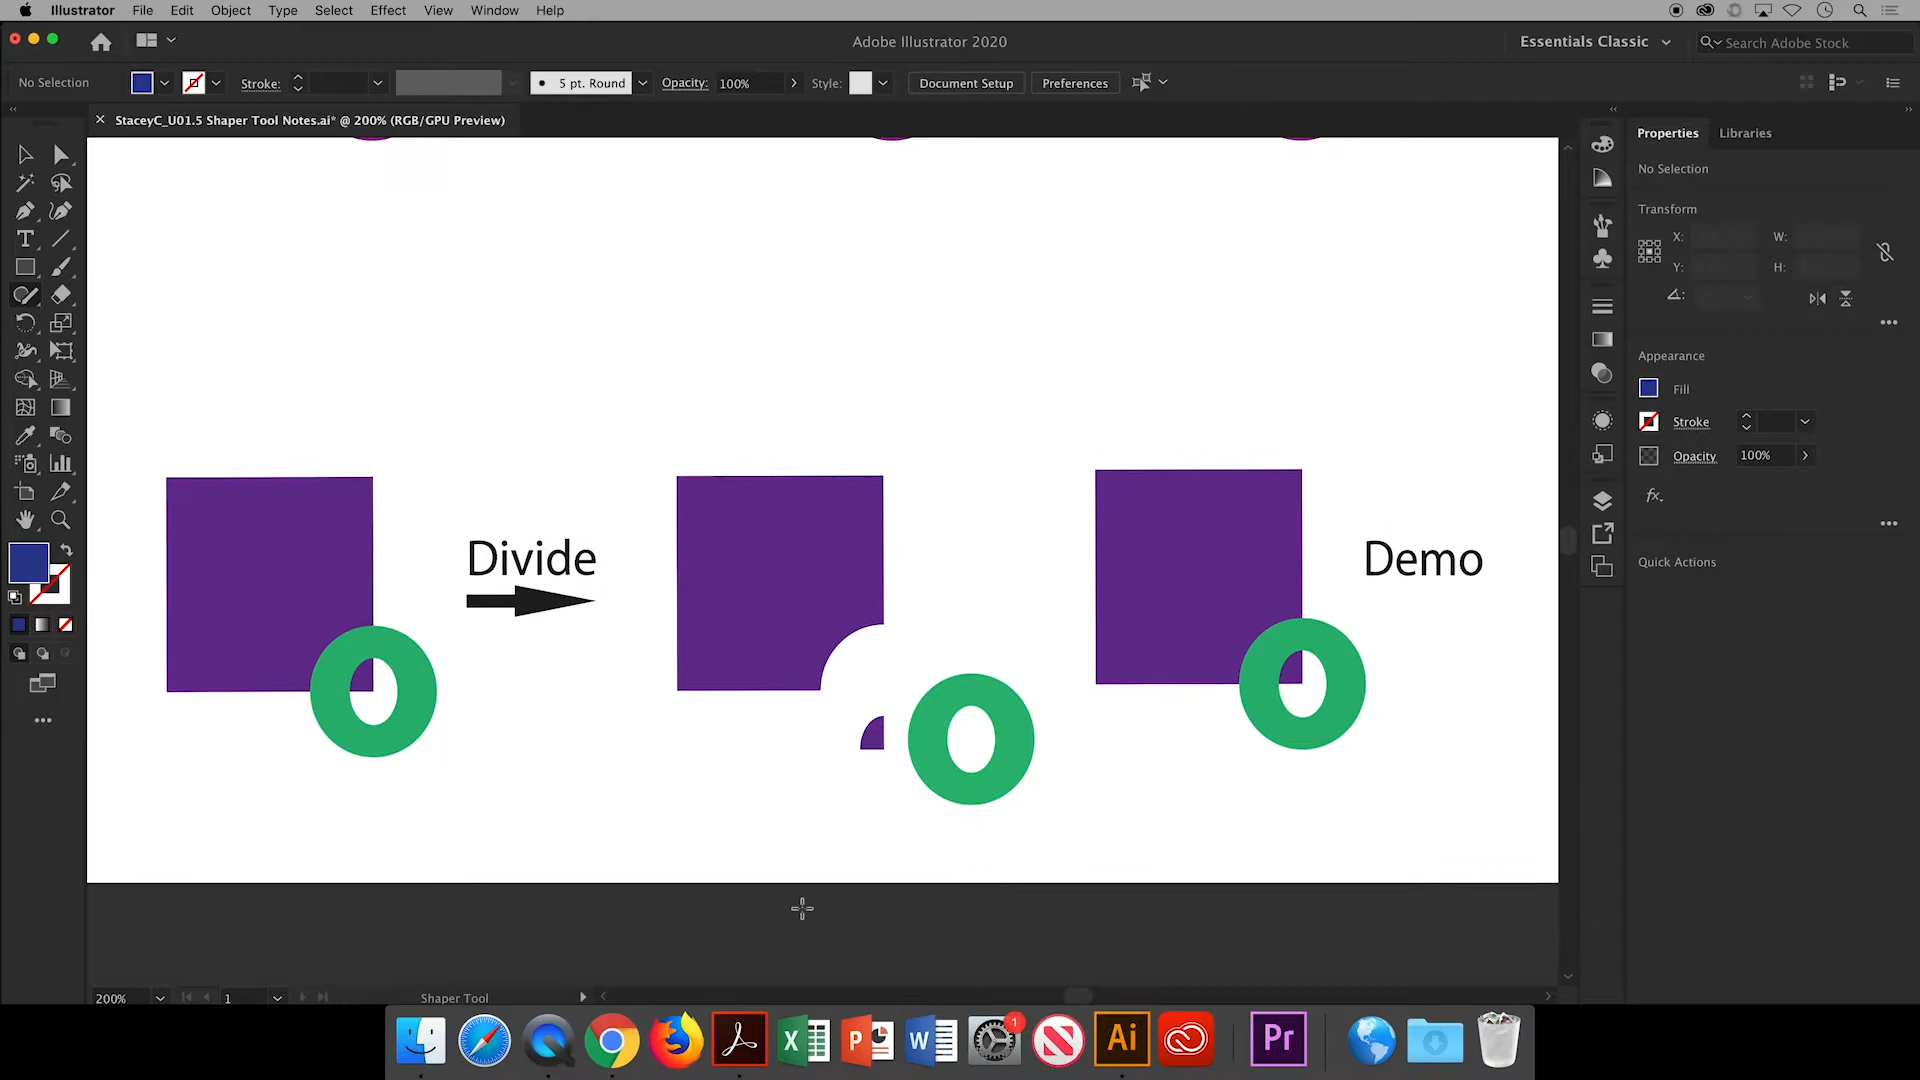 Illustrator File Edit Object Type Select Effect View Window Help
Adobe Illustrator 2020
Essentials Classic
Search Adobe Stock
No Selection
Stroke:
5 pt. Round
Opacity: 100%
Style:
Document Setup
Preferences
StaceyC_U01.5 Shaper Tool Notes.ai* @ 200% (RGB/GPU Preview)
Properties Libraries
No Selection
Transform
X: W:
Y: H:
Appearance
Fill
Stroke
Opacity 100%
fx.
Quick Actions
Divide
Demo
200%
1
Shaper Tool
X
P
W
1
N
Ai
Pr